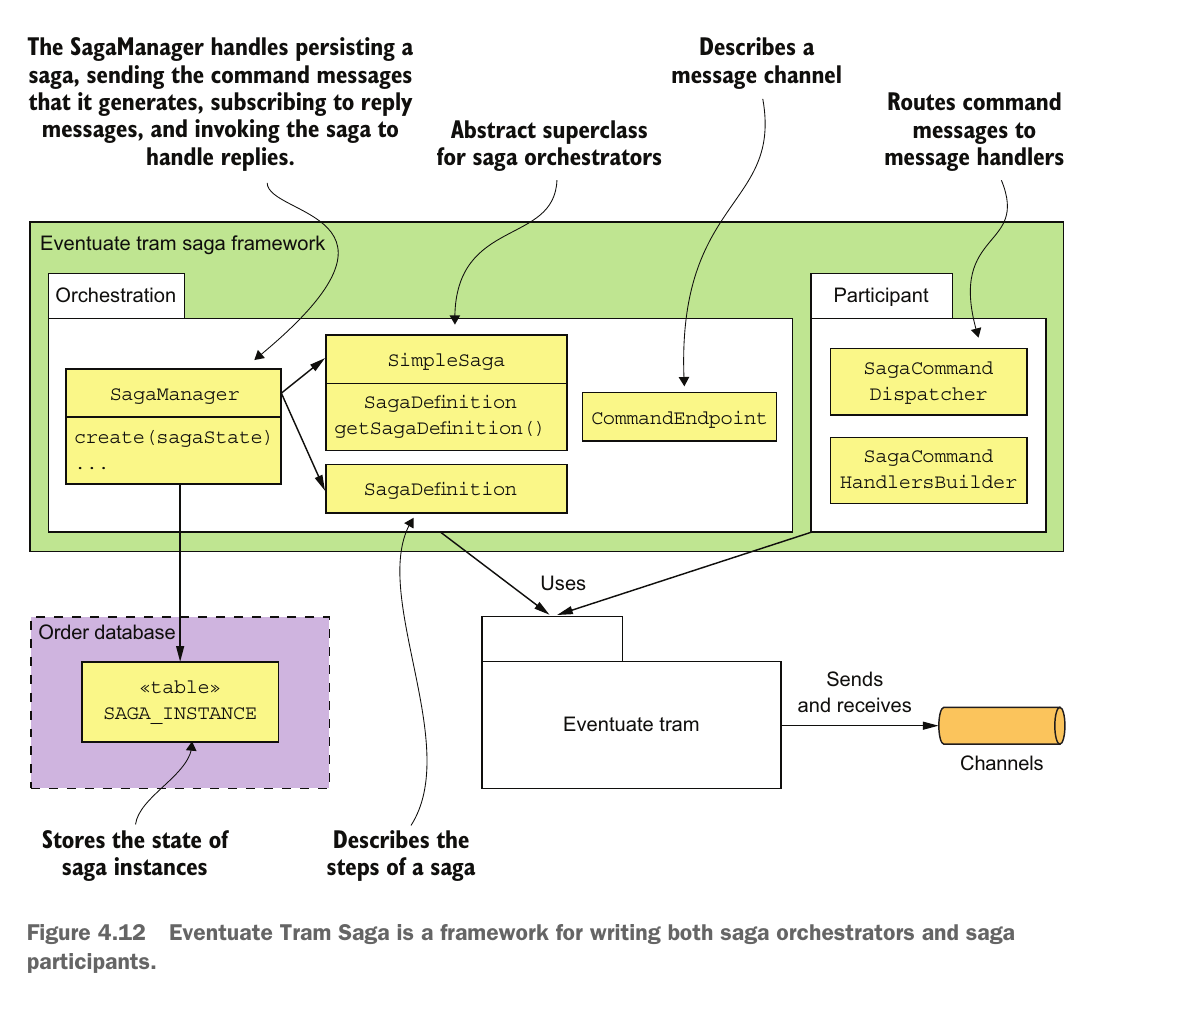 The SagaManager handles persisting a
saga, sending the command messages
that it generates, subscribing to reply
messages, and invoking the saga to
handle replies.
Abstract superclass
for saga orchestrators
Describes a
message channel
Routes command
messages to
message handlers
Eventuate tram saga framework
Orchestration
SagaManager
create(sagaState)
...
SimpleSaga
SagaDefinition
getSagaDefinition()
SagaDefinition
CommandEndpoint
Participant
SagaCommand
Dispatcher
SagaCommand
HandlersBuilder
Uses
Order database
«table»
SAGA_INSTANCE
Eventuate tram
Sends
and receives
Channels
Stores the state of
saga instances
Describes the
steps of a saga
Figure 4.12 Eventuate Tram Saga is a framework for writing both saga orchestrators and saga
participants.